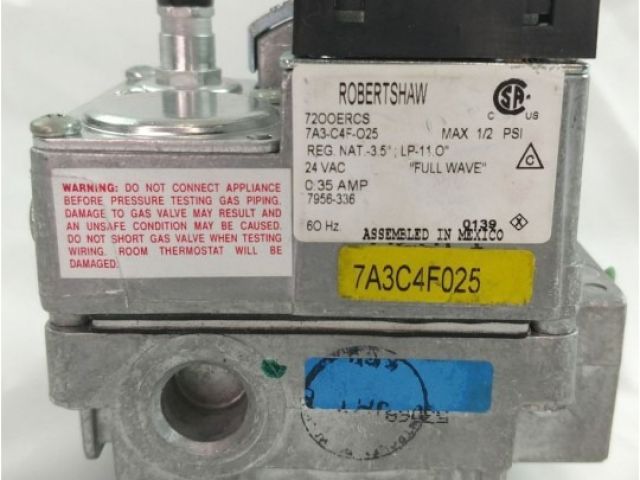 ROBERTSHAW
7200ERCS
7A3-C4F-025 MAX 1/2 PSI
REG. NAT.-3.5"; LP-11.0"
24 VAC "FULL WAVE"
0.35 AMP
7956-336
60 Hz 0139
ASSEMBLED IN MEXICO
C SA US
C
X
7A3C4F025
WARNING: DO NOT CONNECT APPLIANCE
BEFORE PRESSURE TESTING GAS PIPING.
DAMAGE TO GAS VALVE MAY RESULT AND
AN UNSAFE CONDITION MAY BE CAUSED.
DO NOT SHORT GAS VALVE WHEN TESTING
WIRING. ROOM THERMOSTAT WILL BE
DAMAGED.